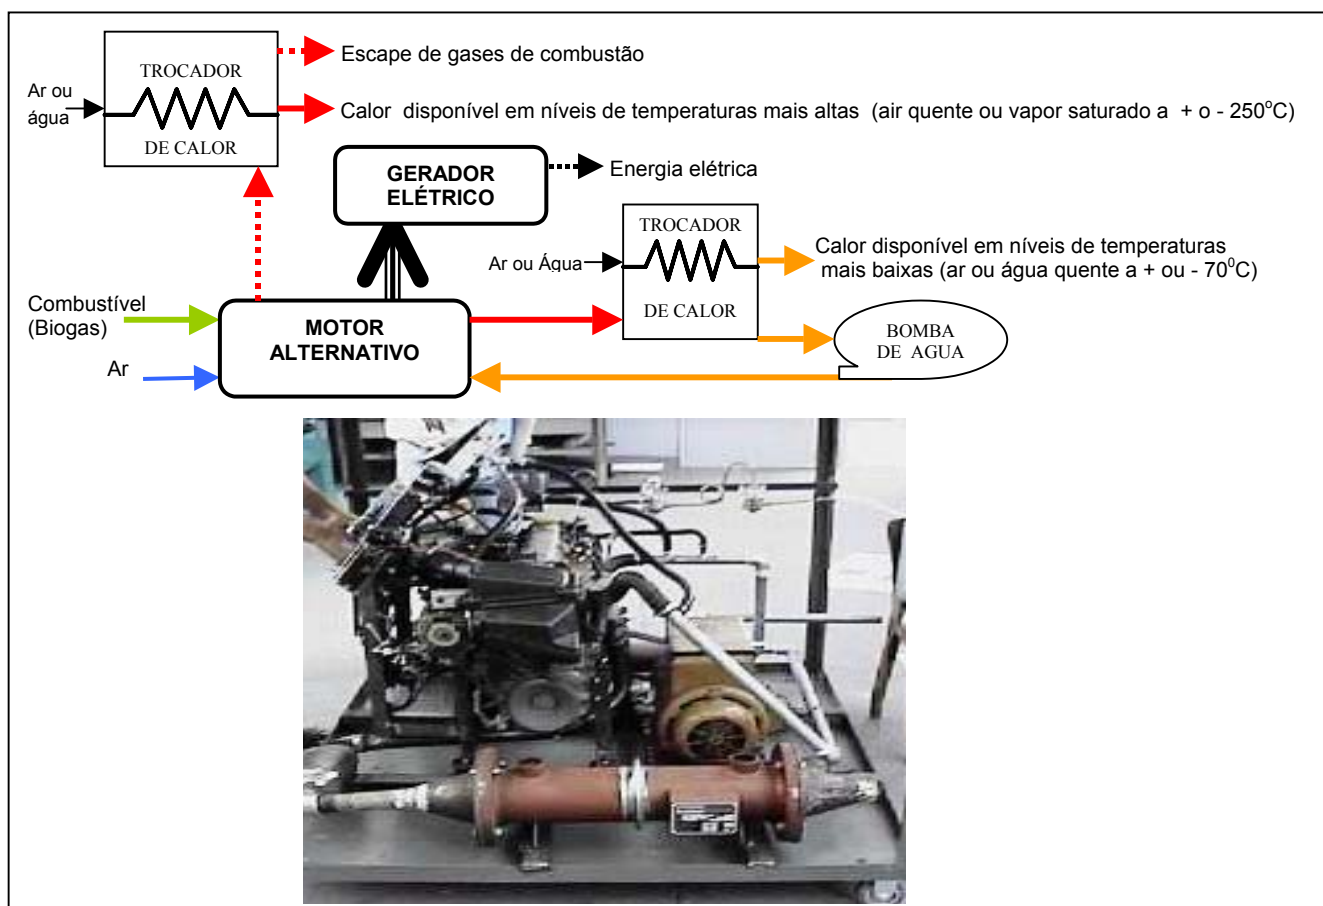 Escape de gases de combustão
TROCADOR
DE CALOR
Ar ou
água
Calor disponível em níveis de temperaturas mais altas (air quente ou vapor saturado a + o - 250°C)
GERADOR
ELÉTRICO
Energia elétrica
TROCADOR
DE CALOR
Ar ou Água
Calor disponível em níveis de temperaturas
mais baixas (ar ou água quente a + ou - 70⁰C)
Combustível
(Biogas)
MOTOR
ALTERNATIVO
BOMBA
DE AGUA
Ar